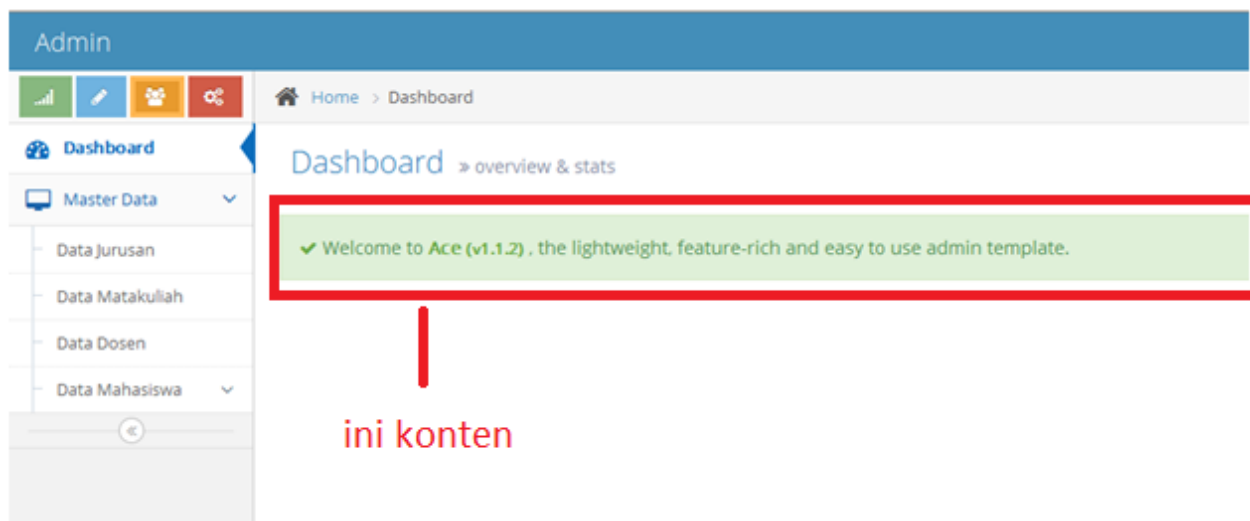 Admin
Home > Dashboard
Dashboard
Dashboard » overview & stats
Master Data
Welcome to Ace (v1.1.2) , the lightweight, feature-rich and easy to use admin template.
Data Jurusan
Data Matakuliah
Data Dosen
Data Mahasiswa
ini konten